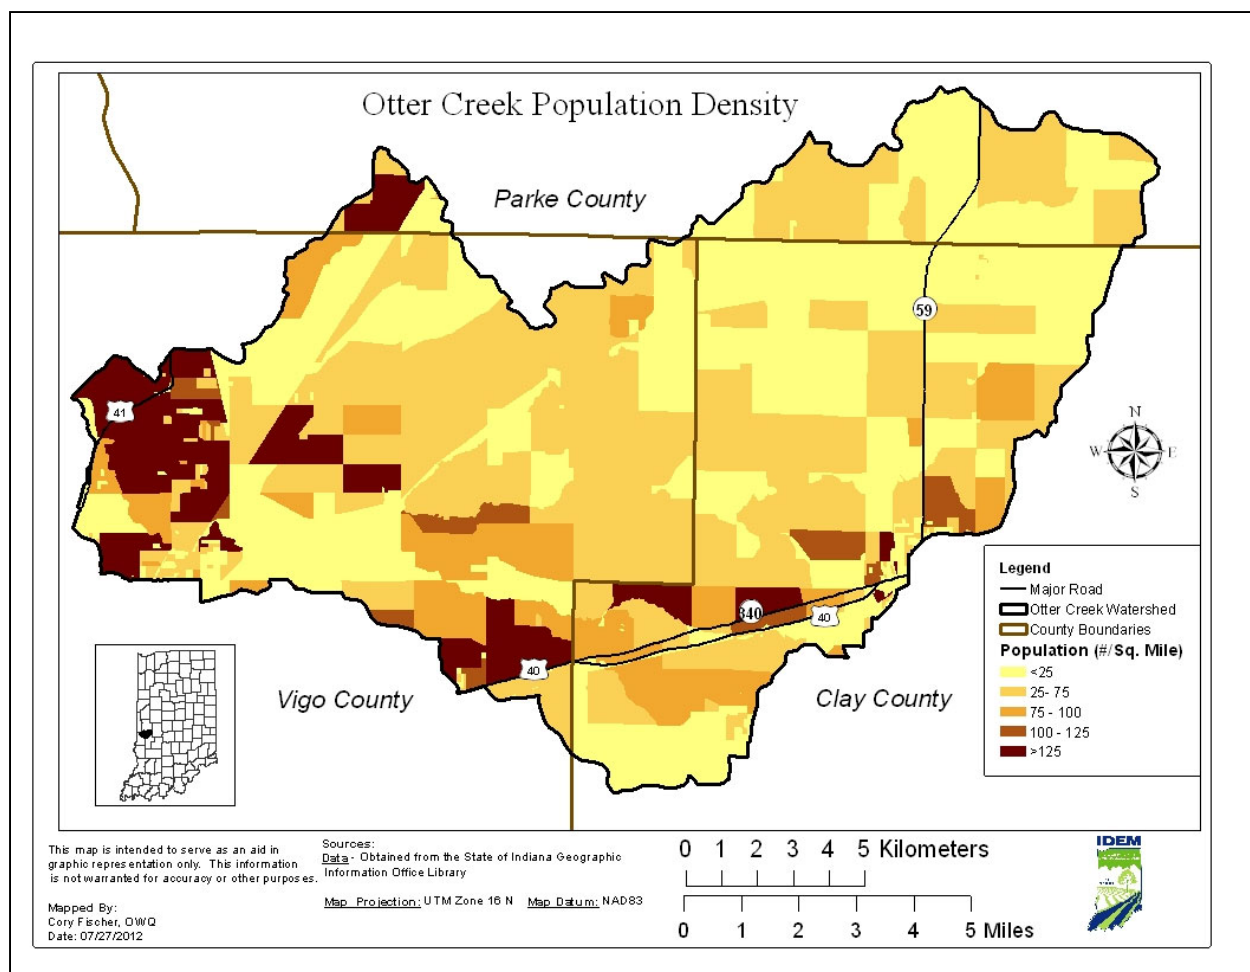 Otter Creek Population Density
Parke County
59
41
N
W E
S
340
40
40
Vigo County
Clay County
Legend
Major Road
Otter Creek Watershed
County Boundaries
Population (#/Sq. Mile)
<25
25- 75
75 - 100
100 - 125
>125
This map is intended to serve as an aid in
graphic representation only. This information
is not warranted for accuracy or other purposes.
Mapped By:
Cory Fischer, OWQ
Date: 07/27/2012
Sources:
Data - Obtained from the State of Indiana Geographic
Information Office Library
Map Projection: UTM Zone 16 N Map Datum: NAD83
0 1 2 3 4 5 Kilometers
0 1 2 3 4 5 Miles
IDEM